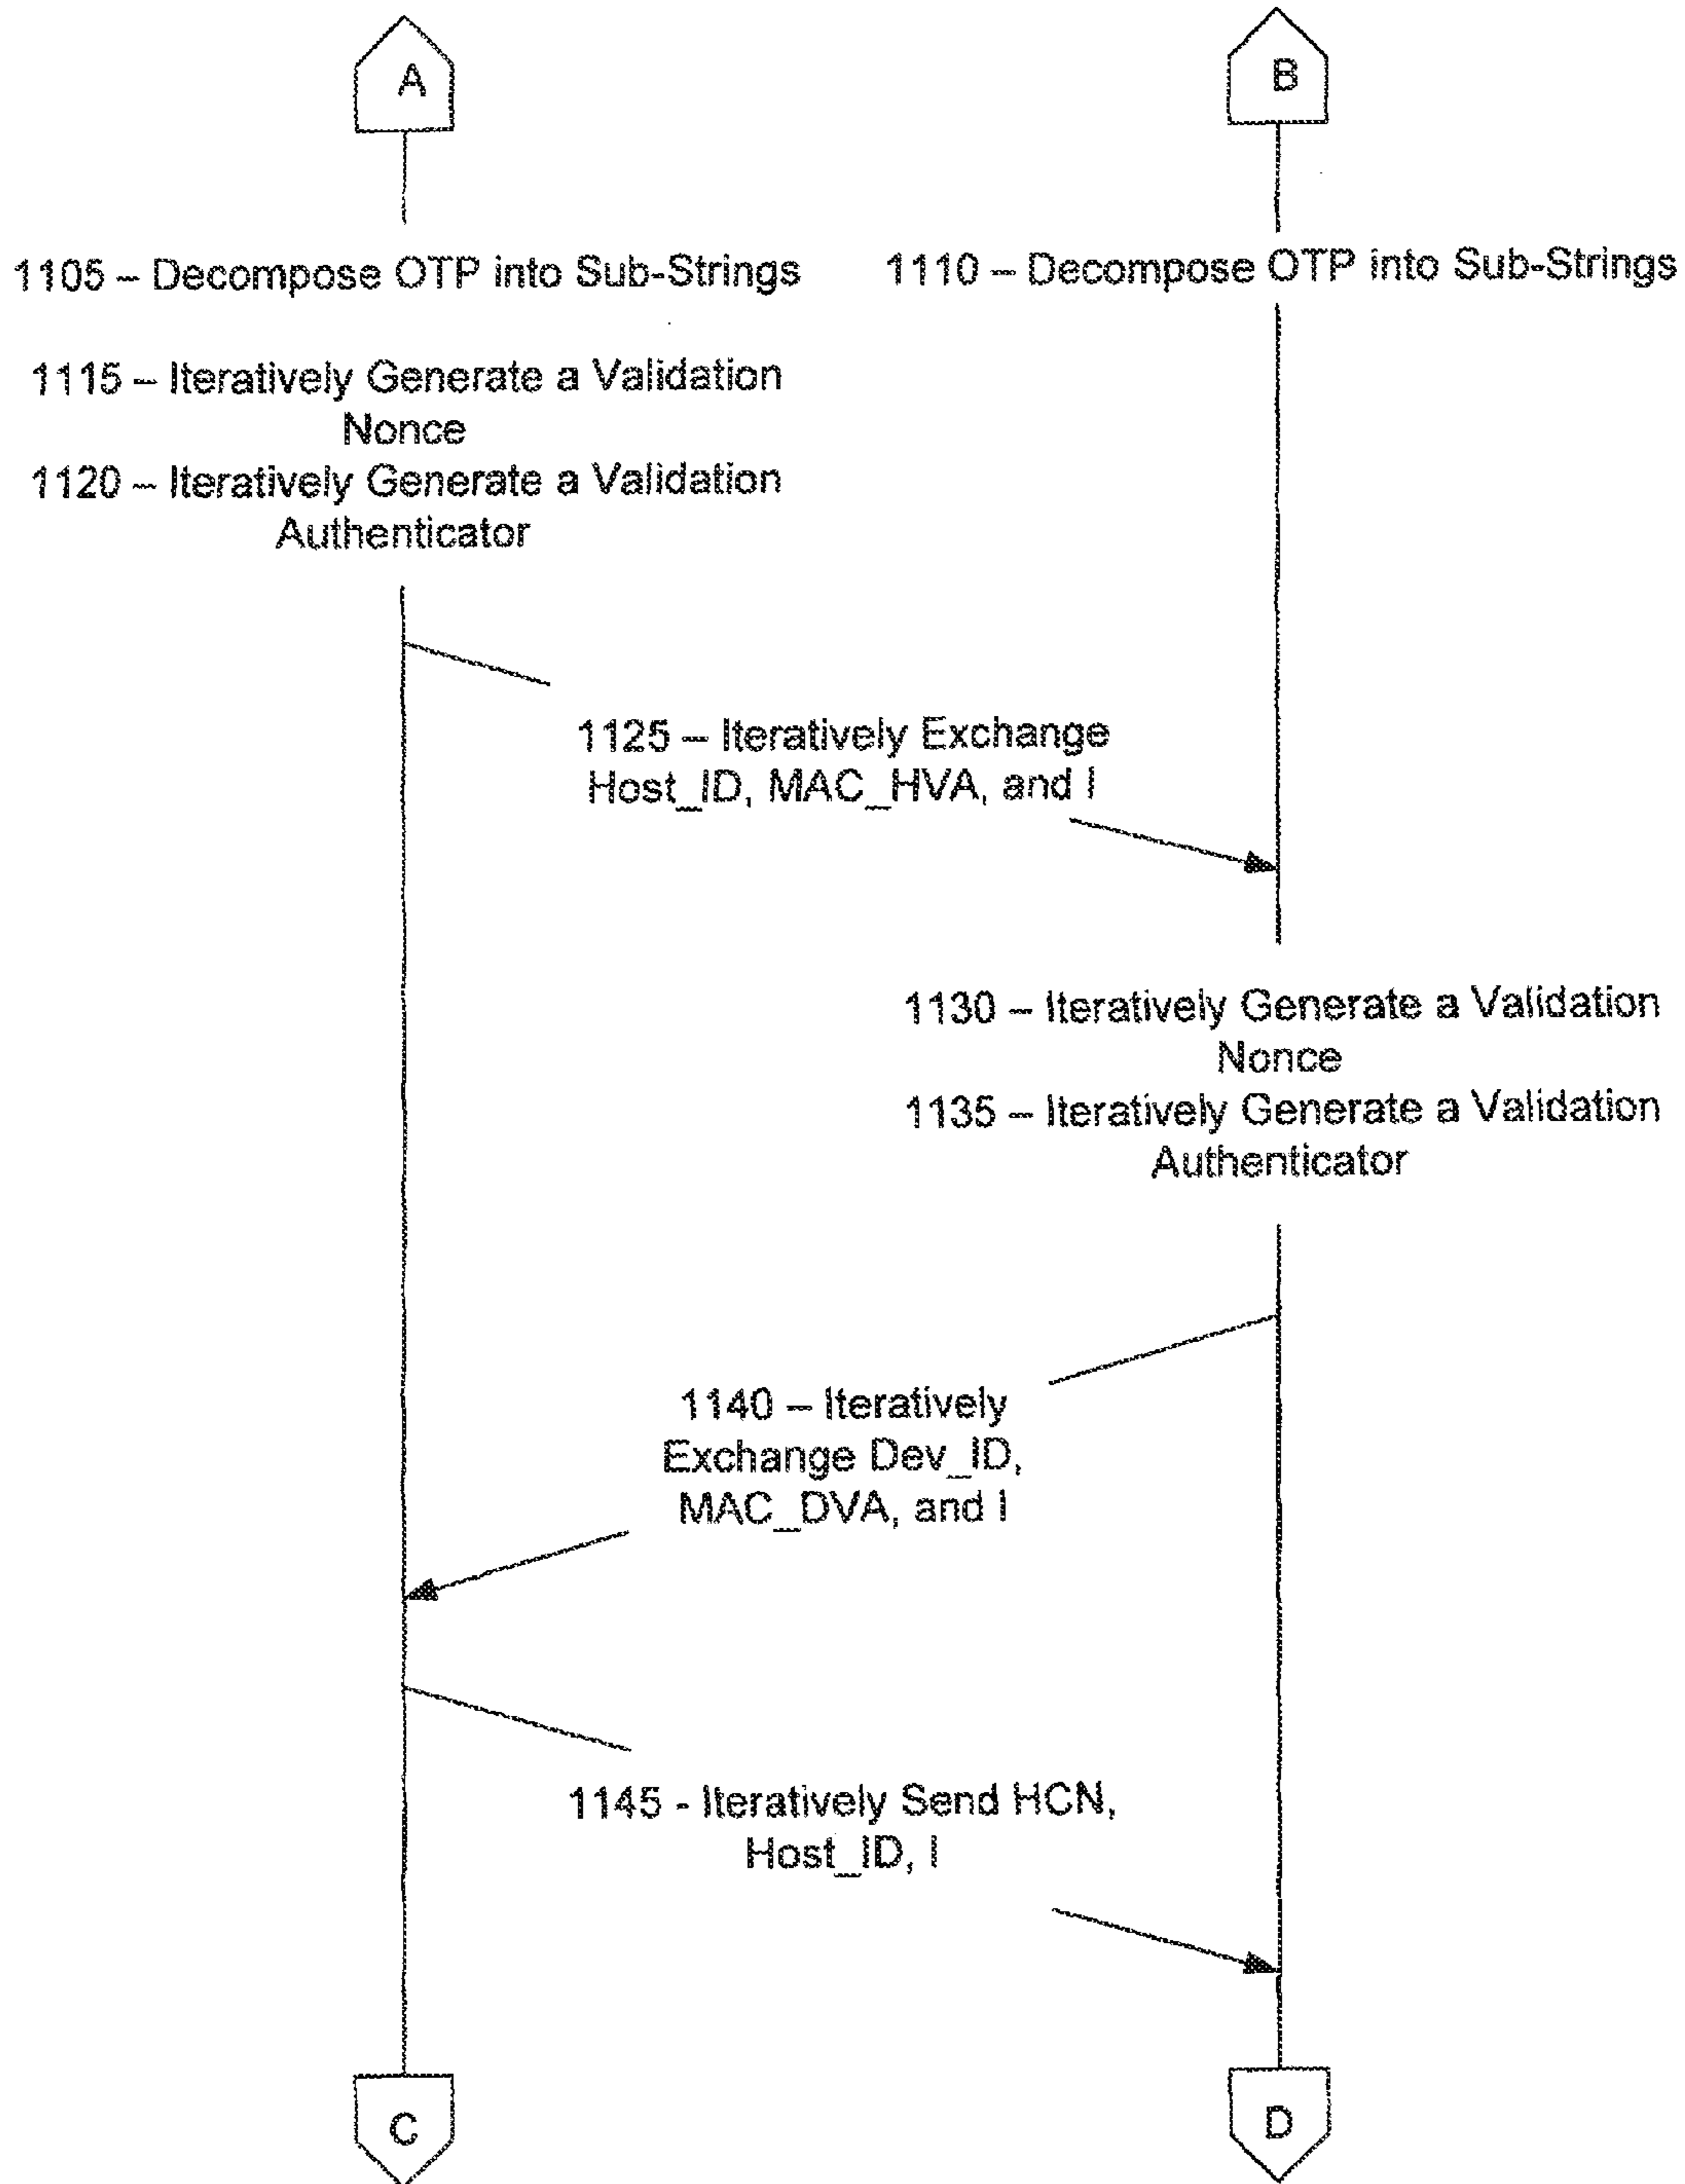 A
B
1105 – Decompose OTP into Sub-Strings
1110 – Decompose OTP into Sub-Strings
1115 – Iteratively Generate a Validation
Nonce
1120 – Iteratively Generate a Validation
Authenticator
1125 – Iteratively Exchange
Host_ID, MAC_HVA, and I
1130 – Iteratively Generate a Validation
Nonce
1135 – Iteratively Generate a Validation
Authenticator
1140 – Iteratively
Exchange Dev_ID,
MAC_DVA, and I
1145 - Iteratively Send HCN,
Host_ID, I
C
D